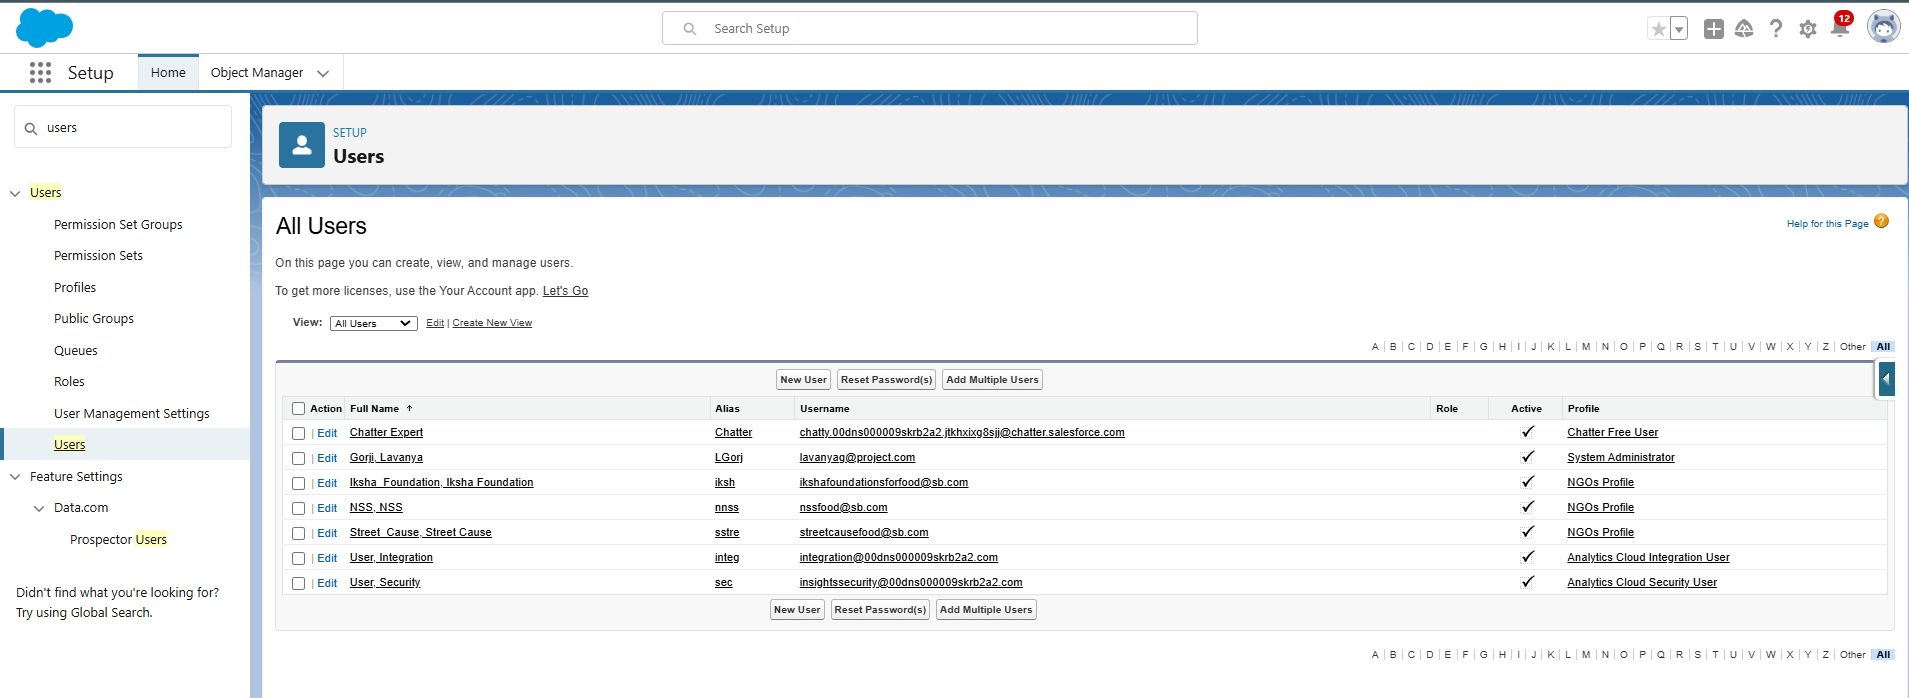 Search Setup
12
Setup
Home
Object Manager
users
Users
Permission Set Groups
Permission Sets
Profiles
Public Groups
Queues
Roles
User Management Settings
Users
Feature Settings
Data.com
Prospector Users
Didn't find what you're looking for?
Try using Global Search.
SETUP
Users
All Users
Help for this Page ?
On this page you can create, view, and manage users.
To get more licenses, use the Your Account app. Let's Go
View: All Users Edit | Create New View
A | B | C | D | E | F | G | H | I | J | K | L | M | N | O | P | Q | R | S | T | U | V | W | X | Y | Z | Other All
New User Reset Password(s) Add Multiple Users
Action Full Name ↑ Alias Username Role Active Profile
| Edit Chatter Expert Chatter chatty.00dns000009skrb2a2.jtkhxixg8sjj@chatter.salesforce.com ✓ Chatter Free User
| Edit Gorji, Lavanya LGorj lavanyag@project.com ✓ System Administrator
| Edit Iksha_Foundation, Iksha Foundation iksh ikshafoundationsforfood@sb.com ✓ NGOs Profile
| Edit NSS, NSS nnss nssfood@sb.com ✓ NGOs Profile
| Edit Street_Cause, Street Cause sstre streetcausefood@sb.com ✓ NGOs Profile
| Edit User, Integration integ integration@00dns000009skrb2a2.com ✓ Analytics Cloud Integration User
| Edit User, Security sec insightssecurity@00dns000009skrb2a2.com ✓ Analytics Cloud Security User
New User Reset Password(s) Add Multiple Users
A | B | C | D | E | F | G | H | I | J | K | L | M | N | O | P | Q | R | S | T | U | V | W | X | Y | Z | Other All